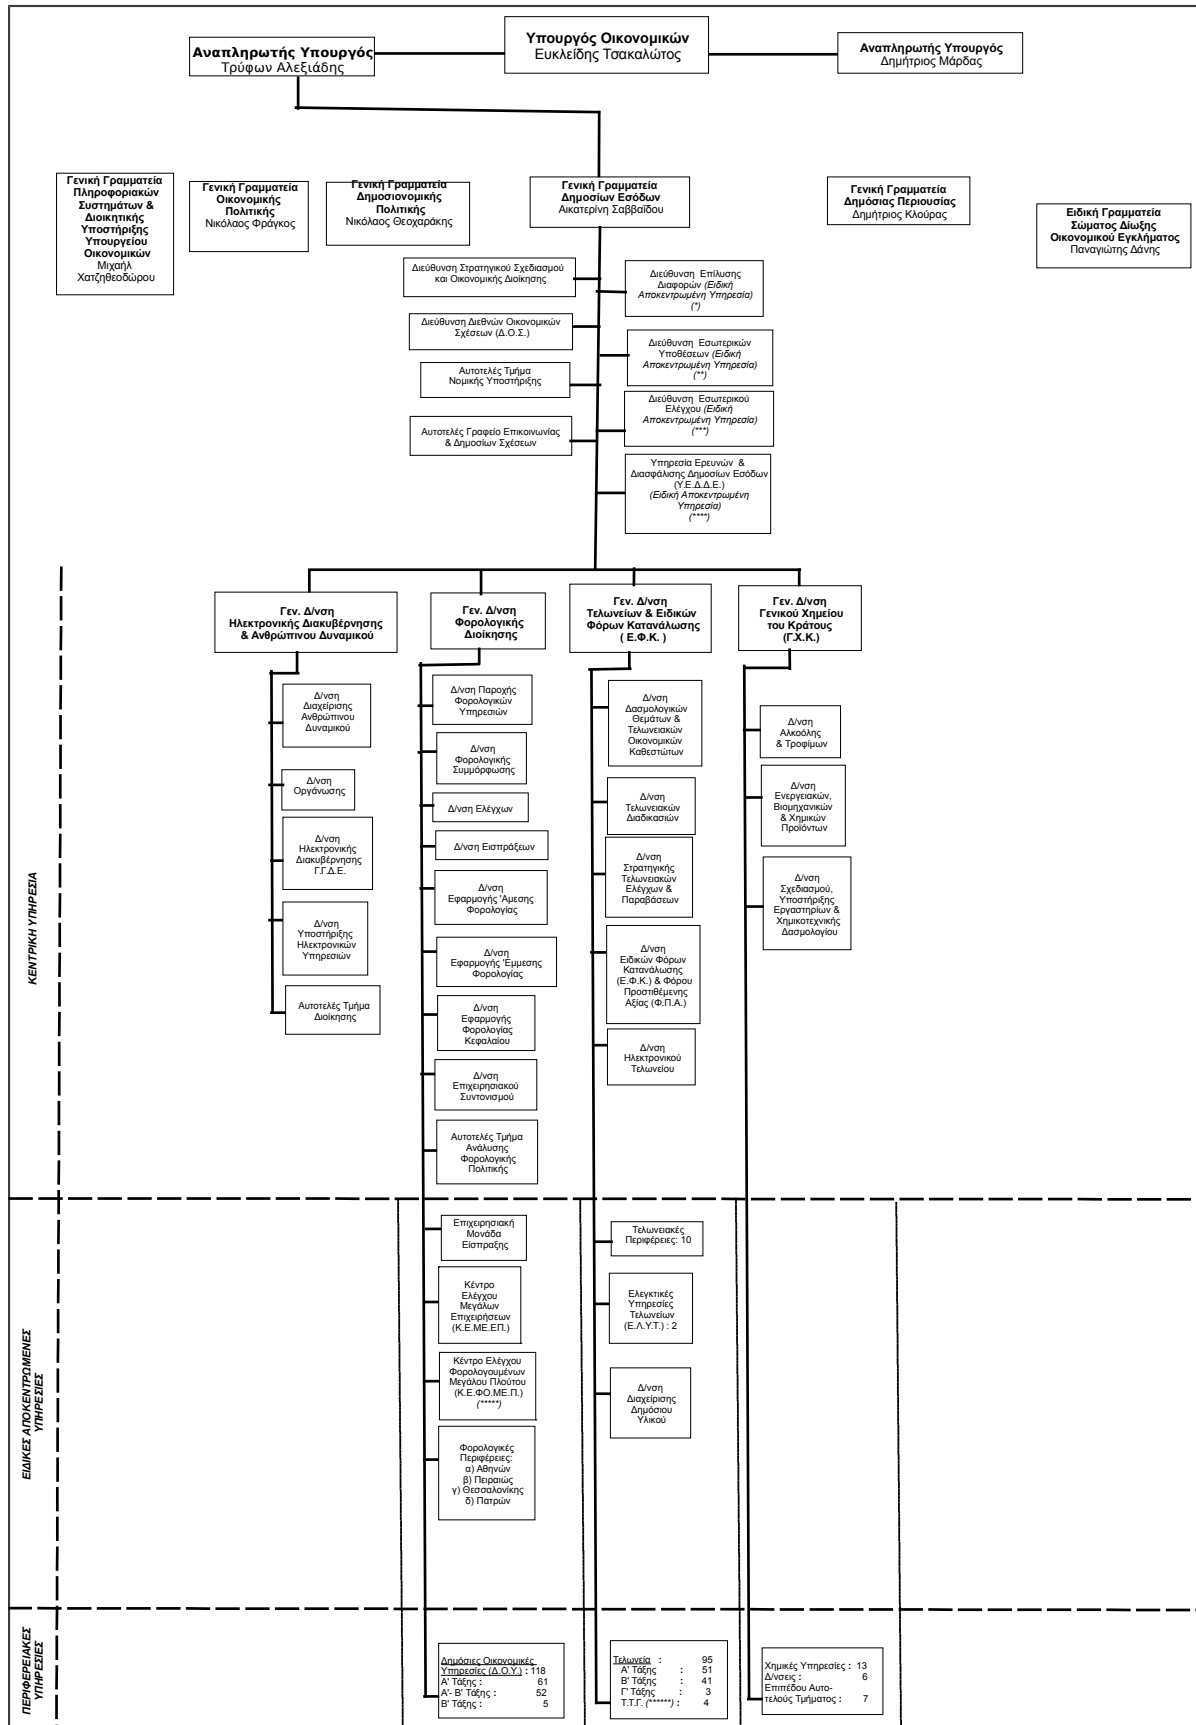 Υπουργός Οικονομικών
Ευκλείδης Τσακαλώτος
Αναπληρωτής Υπουργός
Τρύφων Αλεξιάδης
Αναπληρωτής Υπουργός
Δημήτριος Μάρδας
Γενική Γραμματεία
Πληροφοριακών
Συστημάτων &
Διοικητικής
Υποστήριξης
Υπουργείου
Οικονομικών
Μιχαήλ
Χατζηθεοδώρου
Γενική Γραμματεία
Οικονομικής
Πολιτικής
Νικόλαος Φράγκος
Γενική Γραμματεία
Δημοσιονομικής
Πολιτικής
Νικόλαος Θεοχαράκης
Γενική Γραμματεία
Δημοσίων Εσόδων
Αικατερίνη Σαββαΐδου
Γενική Γραμματεία
Δημόσιας Περιουσίας
Δημήτριος Κλούρας
Ειδική Γραμματεία
Σώματος Δίωξης
Οικονομικού Εγκλήματος
Παναγιώτης Δάνης
Διεύθυνση Στρατηγικού Σχεδιασμού
και Οικονομικής Διοίκησης
Διεύθυνση Επίλυσης
Διαφορών (Ειδική
Αποκεντρωμένη Υπηρεσία)
(*)
Διεύθυνση Διεθνών Οικονομικών
Σχέσεων (Δ.Ο.Σ.)
Διεύθυνση Εσωτερικών
Υποθέσεων (Ειδική
Αποκεντρωμένη Υπηρεσία)
(**)
Αυτοτελές Τμήμα
Νομικής Υποστήριξης
Διεύθυνση Εσωτερικού
Ελέγχου (Ειδική
Αποκεντρωμένη Υπηρεσία)
(***)
Αυτοτελές Γραφείο Επικοινωνίας
& Δημοσίων Σχέσεων
Υπηρεσία Ερευνών &
Διασφάλισης Δημοσίων Εσόδων
(Υ.Ε.Δ.Δ.Ε.)
(Ειδική Αποκεντρωμένη
Υπηρεσία)
(****)
ΚΕΝΤΡΙΚΗ ΥΠΗΡΕΣΙΑ
Γεν. Δ/νση
Ηλεκτρονικής Διακυβέρνησης
& Ανθρώπινου Δυναμικού
Δ/νση
Διαχείρισης
Ανθρώπινου
Δυναμικού
Δ/νση
Οργάνωσης
Δ/νση
Ηλεκτρονικής
Διακυβέρνησης
Γ.Γ.Δ.Ε.
Δ/νση
Υποστήριξης
Ηλεκτρονικών
Υπηρεσιών
Αυτοτελές Τμήμα
Διοίκησης
Γεν. Δ/νση
Φορολογικής
Διοίκησης
Δ/νση Παροχής
Φορολογικών
Υπηρεσιών
Δ/νση
Φορολογικής
Συμμόρφωσης
Δ/νση Ελέγχων
Δ/νση Εισπράξεων
Δ/νση
Εφαρμογής 'Αμεσης
Φορολογίας
Δ/νση
Εφαρμογής 'Εμμεσης
Φορολογίας
Δ/νση
Εφαρμογής
Φορολογίας
Κεφαλαίου
Δ/νση
Επιχειρησιακού
Συντονισμού
Αυτοτελές Τμήμα
Ανάλυσης
Φορολογικής
Πολιτικής
Γεν. Δ/νση
Τελωνείων & Ειδικών
Φόρων Κατανάλωσης
( Ε.Φ.Κ. )
Δ/νση
Δασμολογικών
Θεμάτων &
Τελωνειακών
Οικονομικών
Καθεστώτων
Δ/νση
Τελωνειακών
Διαδικασιών
Δ/νση
Στρατηγικής
Τελωνειακών
Ελέγχων &
Παραβάσεων
Δ/νση
Ειδικών Φόρων
Κατανάλωσης
(Ε.Φ.Κ.) & Φόρου
Προστιθέμενης
Αξίας (Φ.Π.Α.)
Δ/νση
Ηλεκτρονικού
Τελωνείου
Γεν. Δ/νση
Γενικού Χημείου
του Κράτους
(Γ.Χ.Κ.)
Δ/νση
Αλκοόλης
& Τροφίμων
Δ/νση
Ενεργειακών,
Βιομηχανικών
& Χημικών
Προϊόντων
Δ/νση
Σχεδιασμού,
Υποστήριξης
Εργαστηρίων &
Χημικοτεχνικής
Δασμολογίου
ΕΙΔΙΚΕΣ ΑΠΟΚΕΝΤΡΩΜΕΝΕΣ
ΥΠΗΡΕΣΙΕΣ
Επιχειρησιακή
Μονάδα
Είσπραξης
Κέντρο
Ελέγχου
Μεγάλων
Επιχειρήσεων
(Κ.Ε.ΜΕ.ΕΠ.)
Κέντρο Ελέγχου
Φορολογουμένων
Μεγάλου Πλούτου
(Κ.Ε.ΦΟ.ΜΕ.Π.)
(*****)
Φορολογικές
Περιφέρειες:
α) Αθηνών
β) Πειραιώς
γ) Θεσσαλονίκης
δ) Πατρών
Τελωνειακές
Περιφέρειες: 10
Ελεγκτικές
Υπηρεσίες
Τελωνείων
(Ε.Λ.Υ.Τ.) : 2
Δ/νση
Διαχείρισης
Δημόσιου
Υλικού
ΠΕΡΙΦΕΡΕΙΑΚΕΣ
ΥΠΗΡΕΣΙΕΣ
Δημόσιες Οικονομικές
Υπηρεσίες (Δ.Ο.Υ.) : 118
Α' Τάξης : 61
Α'- Β' Τάξης : 52
Β' Τάξης : 5
Τελωνεία : 95
Α' Τάξης : 51
Β' Τάξης : 41
Γ' Τάξης : 3
Τ.Τ.Γ. (******) : 4
Χημικές Υπηρεσίες : 13
Δ/νσεις : 6
Επιπέδου Αυτο-
τελούς Τμήματος : 7